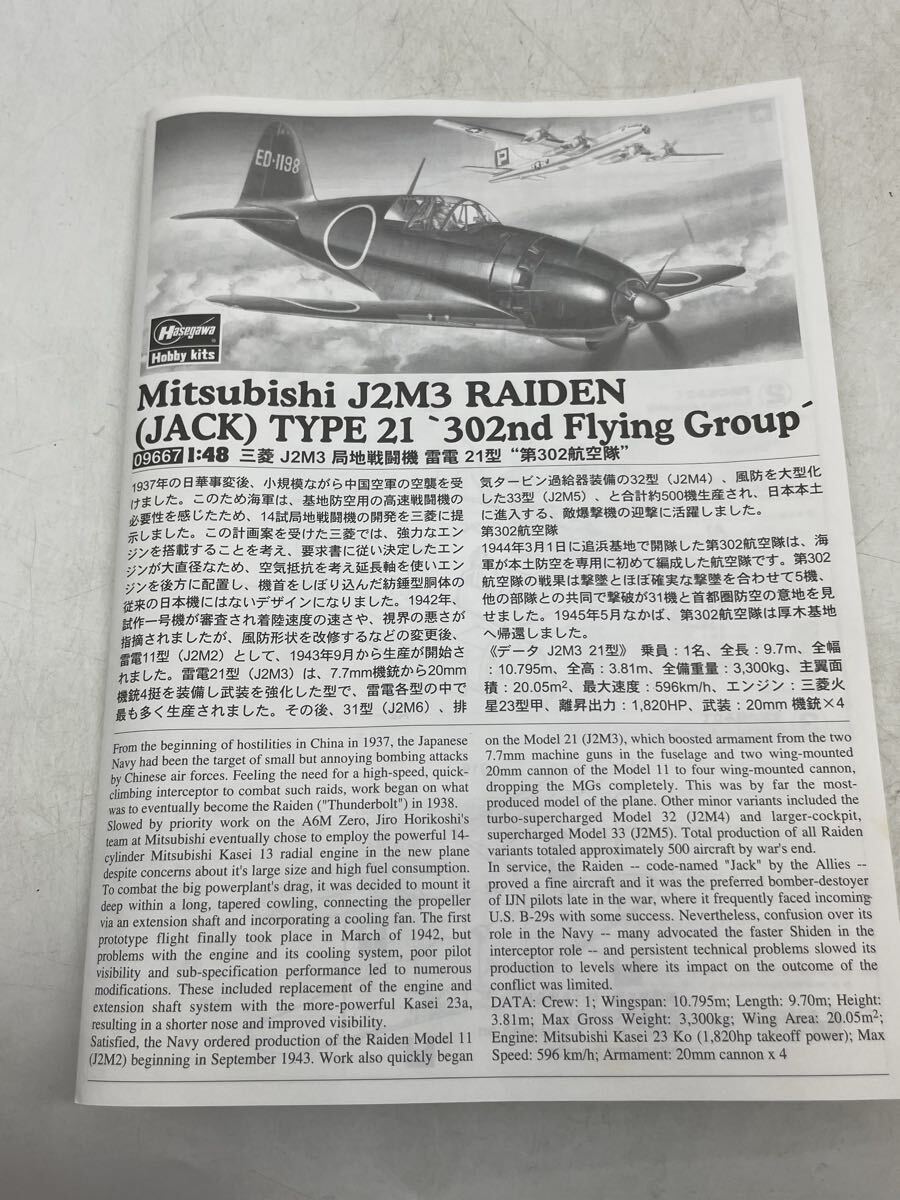 ED-1198
P
Hasegawa
Hobby kits
Mitsubishi J2M3 RAIDEN
(JACK) TYPE 21 `302nd Flying Group´
09667 1:48 三菱 J2M3 局地戦闘機 雷電 21型 “第302航空隊”
1937年の日華事変後、小規模ながら中国空軍の空襲を受
けました。このため海軍は、基地防空用の高速戦闘機の
必要性を感じたため、14試局地戦闘機の開発を三菱に提
示しました。この計画案を受けた三菱では、強力なエン
ジンを搭載することを考え、要求書に従い決定したエン
ジンが大直径なため、空気抵抗を考え延長軸を使いエン
ジンを後方に配置し、機首をしぼり込んだ紡錘型胴体の
従来の日本機にはないデザインになりました。1942年、
試作一号機が審査され着陸速度の速さや、視界の悪さが
指摘されましたが、風防形状を改修するなどの変更後、
雷電11型（J2M2）として、1943年9月から生産が開始さ
れました。雷電21型（J2M3）は、7.7mm機銃から20mm
機銃4挺を装備し武装を強化した型で、雷電各型の中で
最も多く生産されました。その後、31型（J2M6）、排
気タービン過給器装備の32型（J2M4）、風防を大型化
した33型（J2M5）、と合計約500機生産され、日本本土
に進入する、敵爆撃機の迎撃に活躍しました。
第302航空隊
1944年3月1日に追浜基地で開隊した第302航空隊は、海
軍が本土防空を専用に初めて編成した航空隊です。第302
航空隊の戦果は撃墜とほぼ確実な撃墜を合わせて5機、
他の部隊との共同で撃破が31機と首都圏防空の意地を見
せました。1945年5月なかば、第302航空隊は厚木基地
へ帰還しました。
《データ J2M3 21型》 乗員：1名、全長：9.7m、全幅
：10.795m、全高：3.81m、全備重量：3,300kg、主翼面
積：20.05m²、最大速度：596km/h、エンジン：三菱火
星23型甲、離昇出力：1,820HP、武装：20mm 機銃×4
From the beginning of hostilities in China in 1937, the Japanese
Navy had been the target of small but annoying bombing attacks
by Chinese air forces. Feeling the need for a high-speed, quick-
climbing interceptor to combat such raids, work began on what
was to eventually become the Raiden ("Thunderbolt") in 1938.
Slowed by priority work on the A6M Zero, Jiro Horikoshi's
team at Mitsubishi eventually chose to employ the powerful 14-
cylinder Mitsubishi Kasei 13 radial engine in the new plane
despite concerns about it's large size and high fuel consumption.
To combat the big powerplant's drag, it was decided to mount it
deep within a long, tapered cowling, connecting the propeller
via an extension shaft and incorporating a cooling fan. The first
prototype flight finally took place in March of 1942, but
problems with the engine and its cooling system, poor pilot
visibility and sub-specification performance led to numerous
modifications. These included replacement of the engine and
extension shaft system with the more-powerful Kasei 23a,
resulting in a shorter nose and improved visibility.
Satisfied, the Navy ordered production of the Raiden Model 11
(J2M2) beginning in September 1943. Work also quickly began
on the Model 21 (J2M3), which boosted armament from the two
7.7mm machine guns in the fuselage and two wing-mounted
20mm cannon of the Model 11 to four wing-mounted cannon,
dropping the MGs completely. This was by far the most-
produced model of the plane. Other minor variants included the
turbo-supercharged Model 32 (J2M4) and larger-cockpit,
supercharged Model 33 (J2M5). Total production of all Raiden
variants totaled approximately 500 aircraft by war's end.
In service, the Raiden -- code-named "Jack" by the Allies --
proved a fine aircraft and it was the preferred bomber-destoyer
of IJN pilots late in the war, where it frequently faced incoming
U.S. B-29s with some success. Nevertheless, confusion over its
role in the Navy -- many advocated the faster Shiden in the
interceptor role -- and persistent technical problems slowed its
production to levels where its impact on the outcome of the
conflict was limited.
DATA: Crew: 1; Wingspan: 10.795m; Length: 9.70m; Height:
3.81m; Max Gross Weight: 3,300kg; Wing Area: 20.05m²;
Engine: Mitsubishi Kasei 23 Ko (1,820hp takeoff power); Max
Speed: 596 km/h; Armament: 20mm cannon x 4